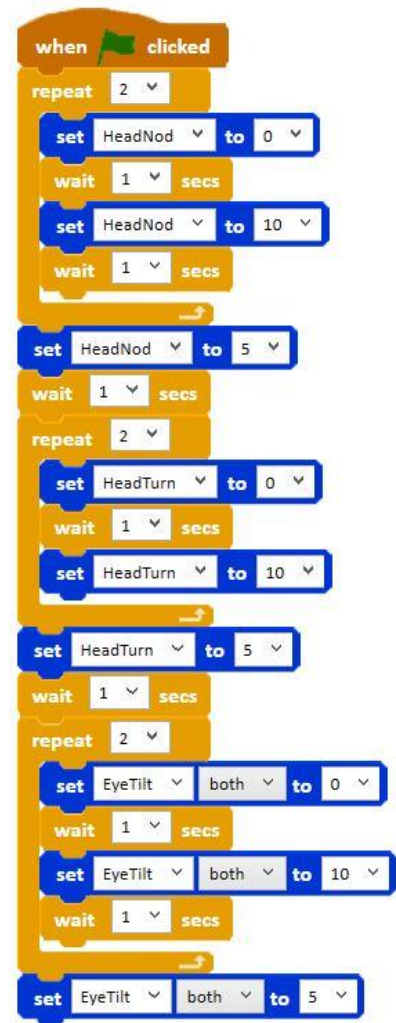 when clicked
repeat 2
set HeadNod to 0
wait 1 secs
set HeadNod to 10
wait 1 secs
set HeadNod to 5
wait 1 secs
repeat 2
set HeadTurn to 0
wait 1 secs
set HeadTurn to 10
set HeadTurn to 5
wait 1 secs
repeat 2
set EyeTilt both to 0
wait 1 secs
set EyeTilt both to 10
wait 1 secs
set EyeTilt both to 5